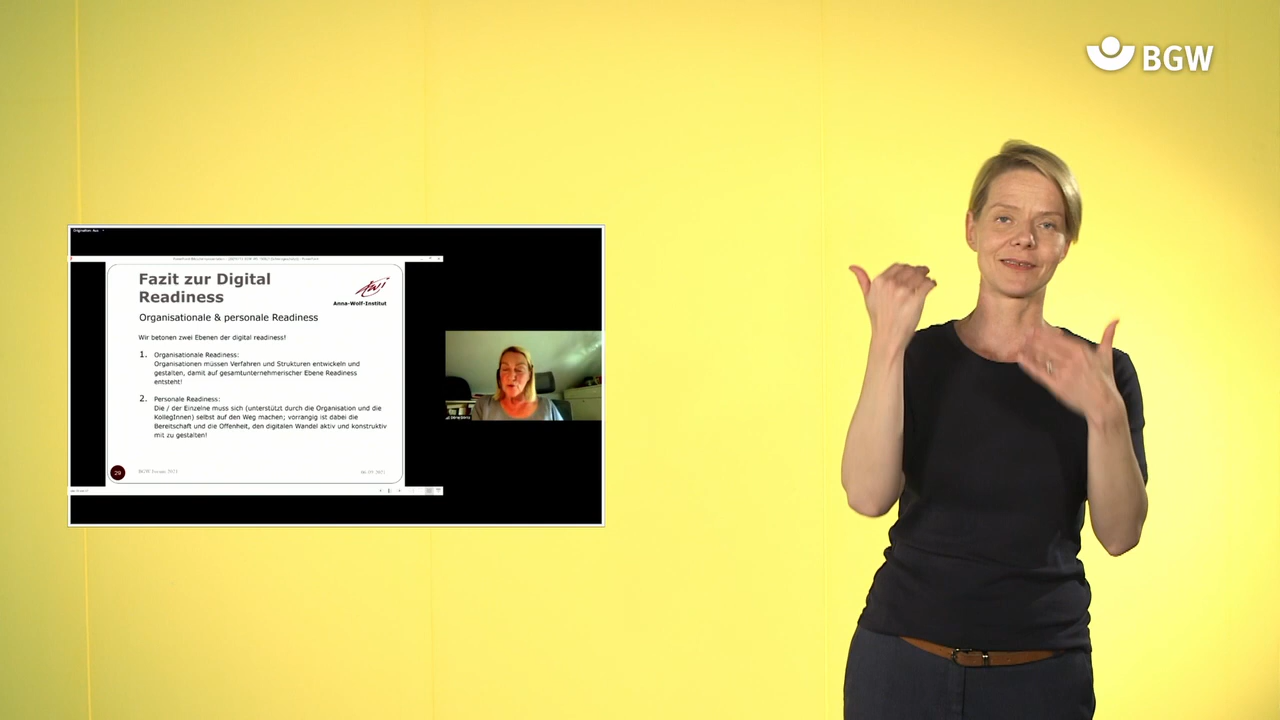 BGW
Fazit zur Digital
Readiness
Anna-Wolf-Institut
Organisationale & personale Readiness
Wir betonen zwei Ebenen der digital readiness!
1. Organisationale Readiness:
Organisationen müssen Verfahren und Strukturen entwickeln und
gestalten, damit auf gesamtunternehmerischer Ebene Readiness
entsteht!
2. Personale Readiness:
Die / der Einzelne muss sich (unterstützt durch die Organisation und die
KollegInnen) selbst auf den Weg machen; vorrangig ist dabei die
Bereitschaft und die Offenheit, den digitalen Wandel aktiv und konstruktiv
mit zu gestalten!
29
BGW Forum 2021